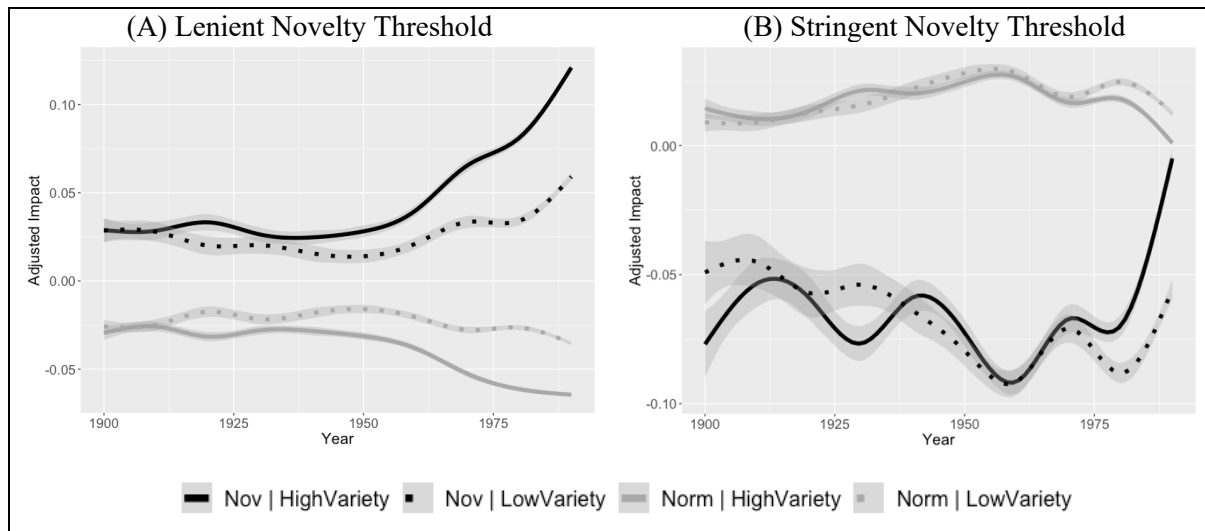 (A) Lenient Novelty Threshold
0.10
0.05
0.00
-0.05
Adjusted Impact
1900
1925
1950
1975
Year
(B) Stringent Novelty Threshold
0.00
-0.05
-0.10
Adjusted Impact
1900
1925
1950
1975
Year
Nov | HighVariety Nov | LowVariety Norm | HighVariety Norm | LowVariety